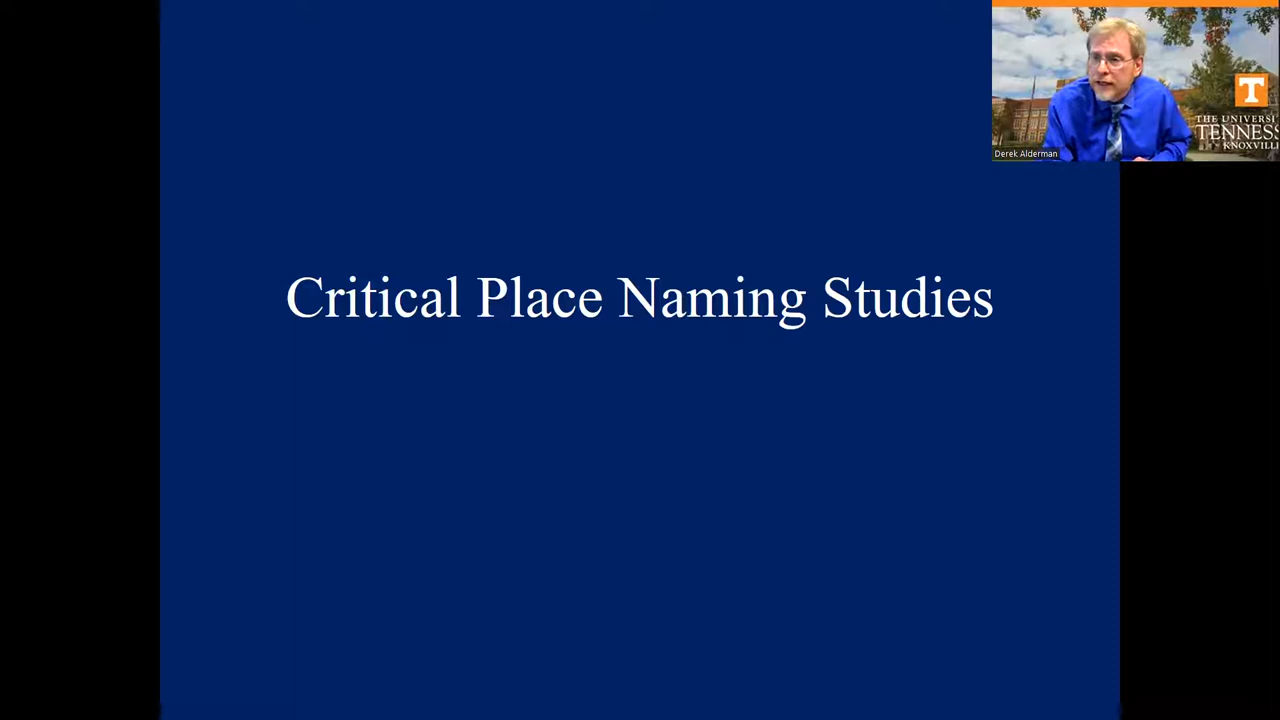 T
THE UNIVERSI
TENNESS
KNOXVILL
Derek Alderman
Critical Place Naming Studies